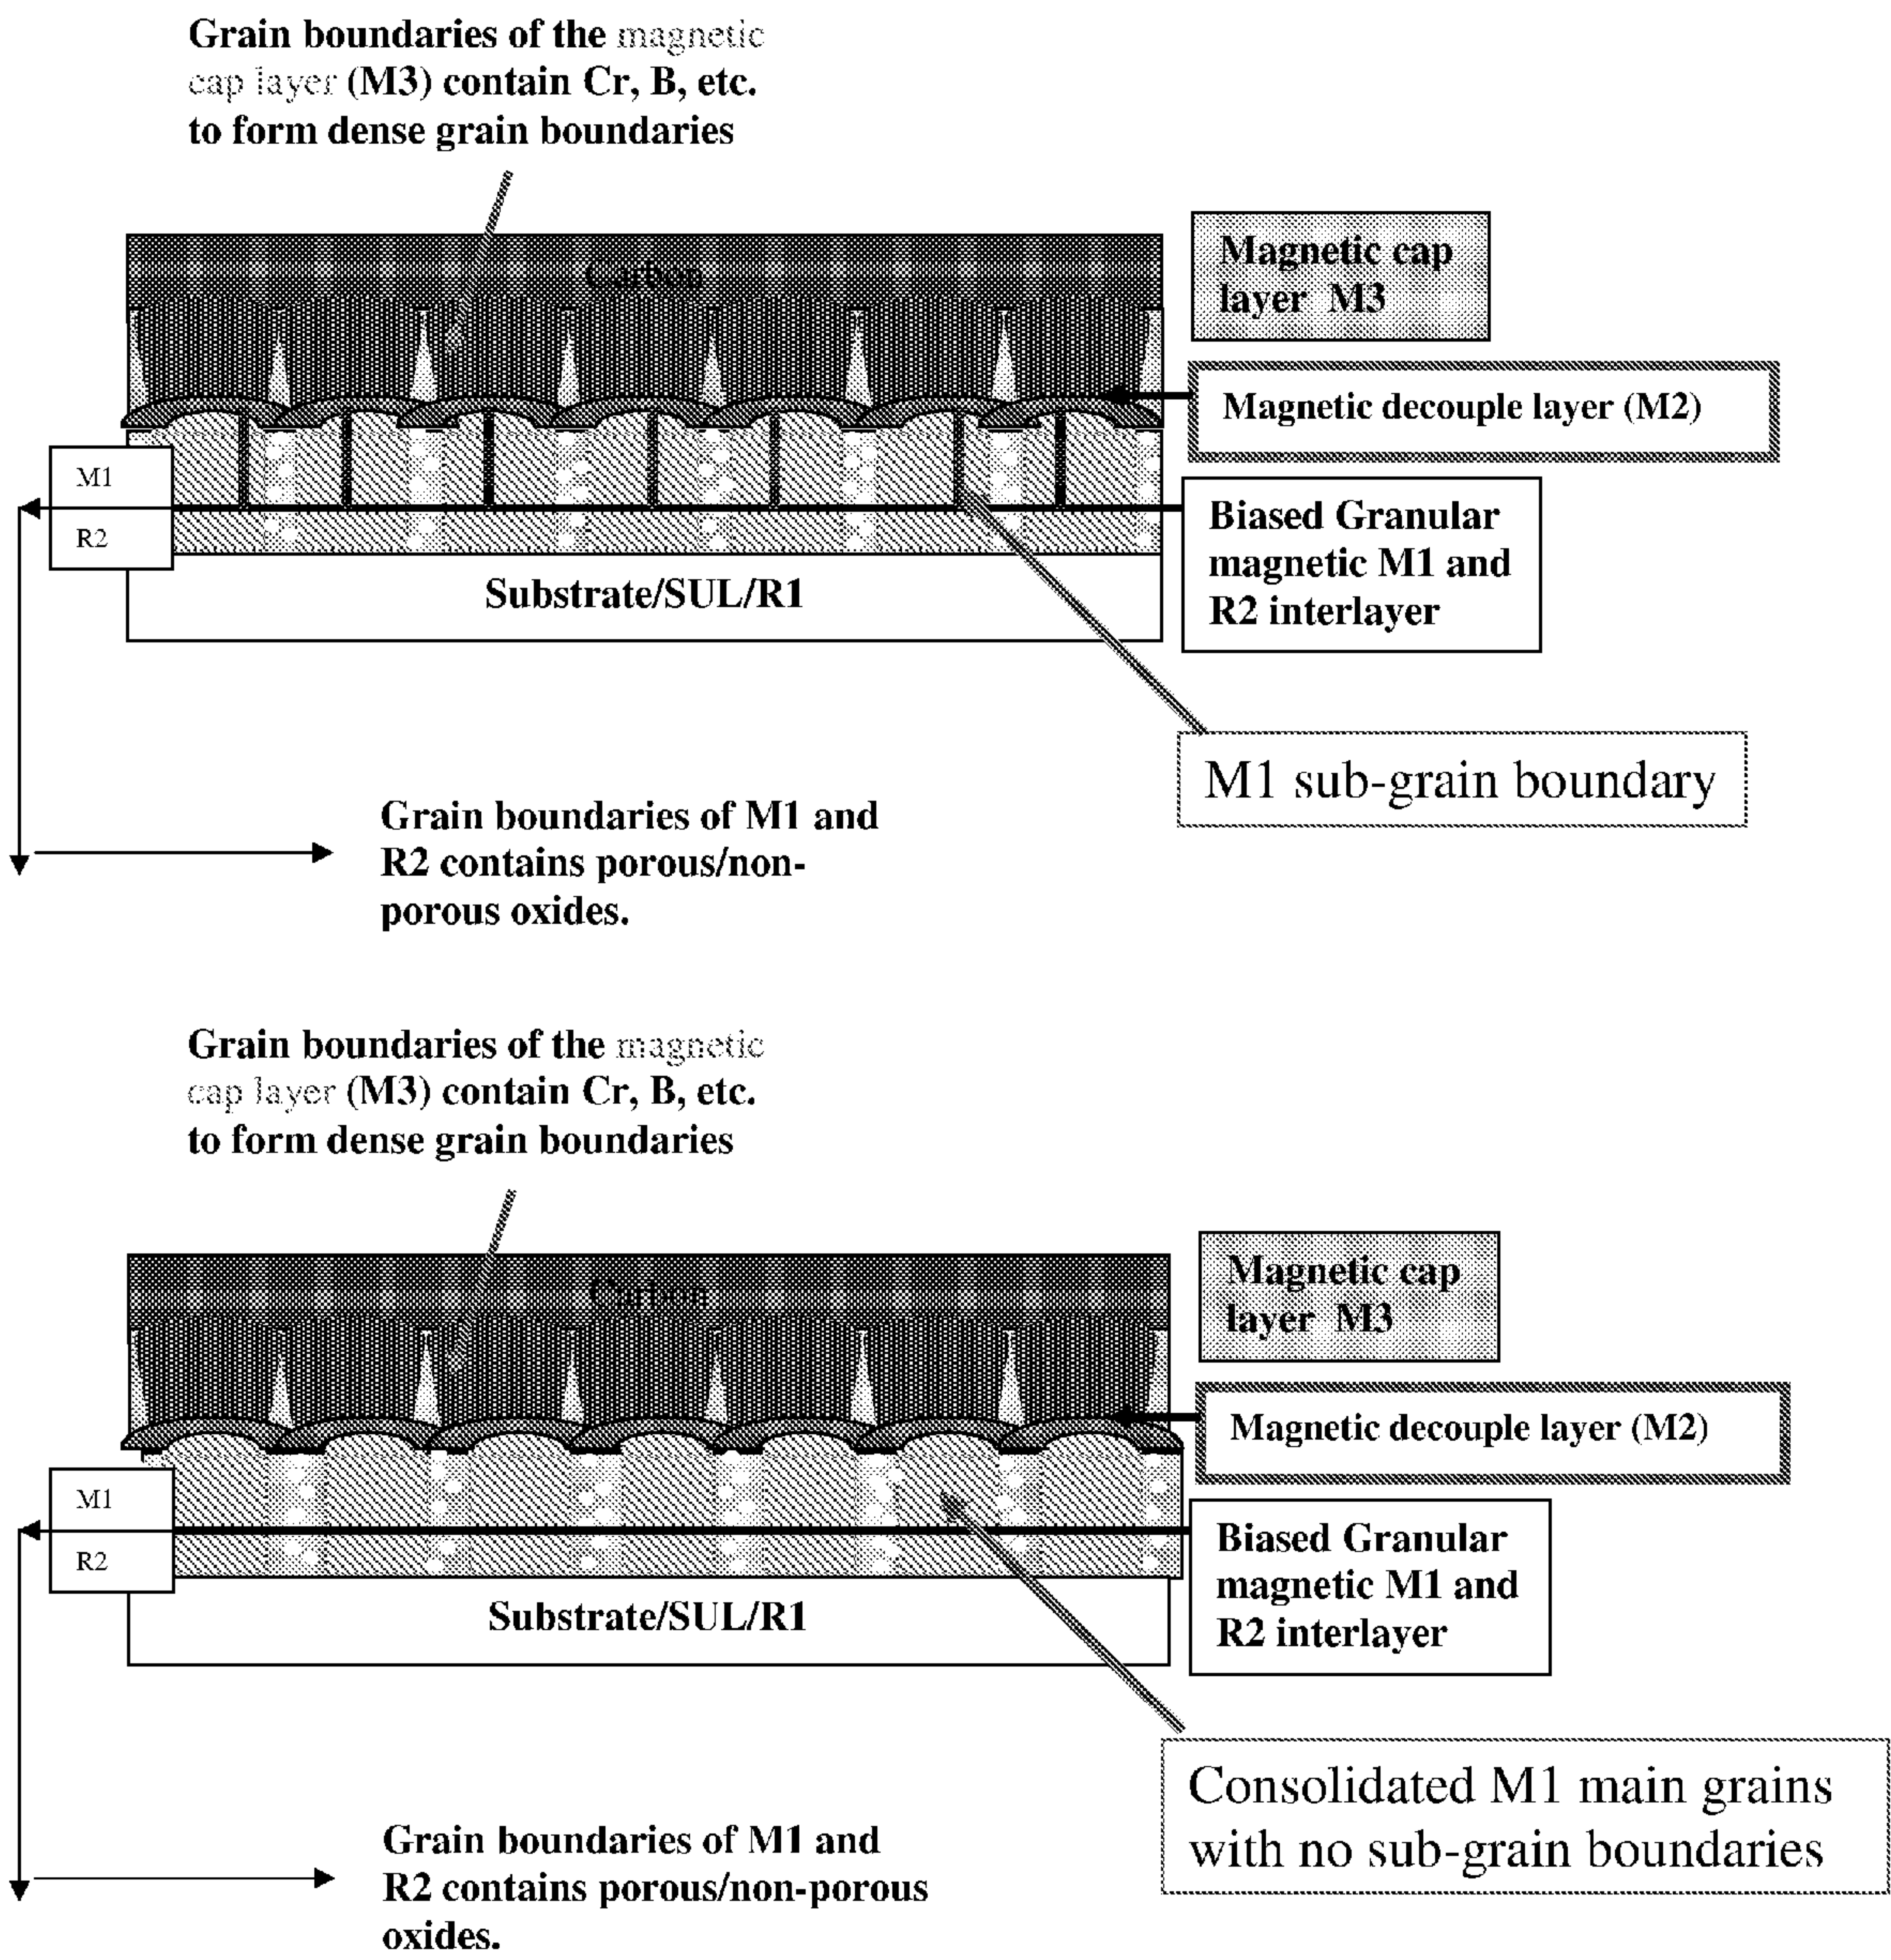 Grain boundaries of the magnetic
cap layer (M3) contain Cr, B, etc.
to form dense grain boundaries
Carbon
Magnetic cap
layer M3
Magnetic decouple layer (M2)
M1
R2
Biased Granular
magnetic M1 and
R2 interlayer
Substrate/SUL/R1
M1 sub-grain boundary
Grain boundaries of M1 and
R2 contains porous/non-
porous oxides.
Grain boundaries of the magnetic
cap layer (M3) contain Cr, B, etc.
to form dense grain boundaries
Carbon
Magnetic cap
layer M3
Magnetic decouple layer (M2)
M1
R2
Biased Granular
magnetic M1 and
R2 interlayer
Substrate/SUL/R1
Consolidated M1 main grains
with no sub-grain boundaries
Grain boundaries of M1 and
R2 contains porous/non-porous
oxides.